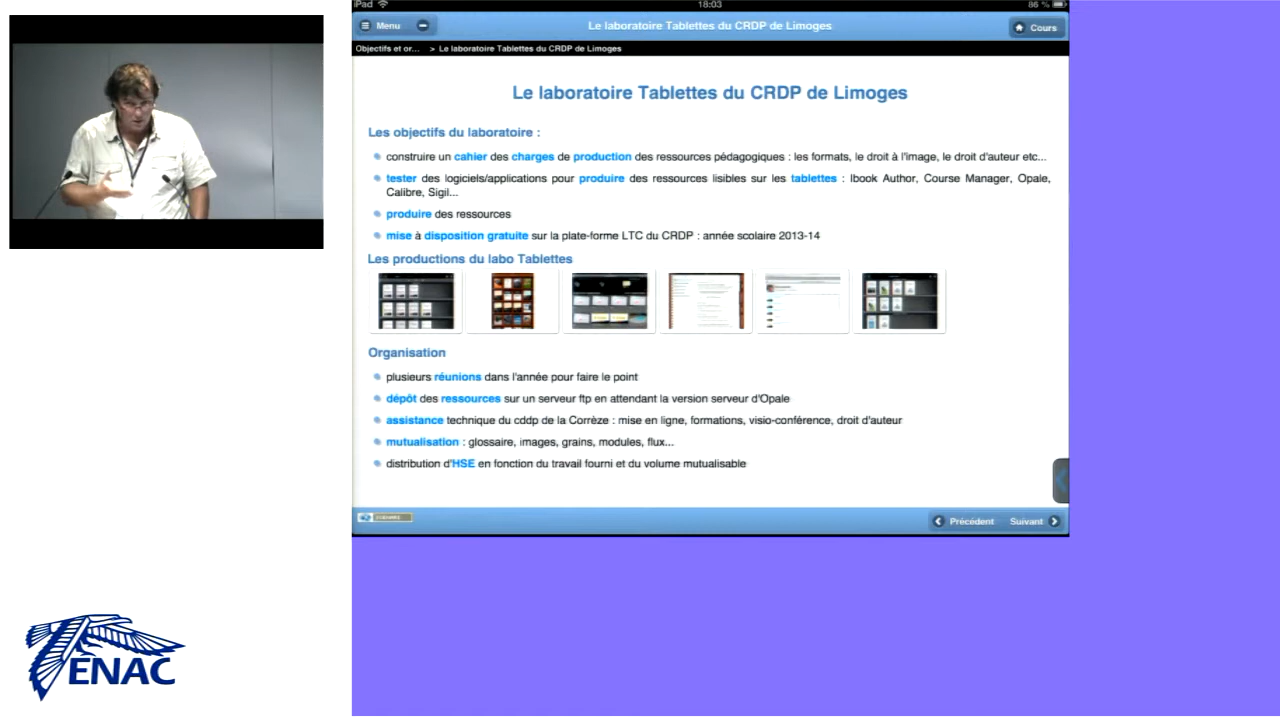 iPad
18:03
86 %
Menu
Le laboratoire Tablettes du CRDP de Limoges
Cours
Objectifs et or... > Le laboratoire Tablettes du CRDP de Limoges
Le laboratoire Tablettes du CRDP de Limoges
Les objectifs du laboratoire :
construire un cahier des charges de production des ressources pédagogiques : les formats, le droit à l'image, le droit d'auteur etc...
tester des logiciels/applications pour produire des ressources lisibles sur les tablettes : Ibook Author, Course Manager, Opale,
Calibre, Sigil...
produire des ressources
mise à disposition gratuite sur la plate-forme LTC du CRDP : année scolaire 2013-14
Les productions du labo Tablettes
Organisation
plusieurs réunions dans l'année pour faire le point
dépôt des ressources sur un serveur ftp en attendant la version serveur d'Opale
assistance technique du cddp de la Corrèze : mise en ligne, formations, visio-conférence, droit d'auteur
mutualisation : glossaire, images, grains, modules, flux...
distribution d'HSE en fonction du travail fourni et du volume mutualisable
Précédent
Suivant
ENAC